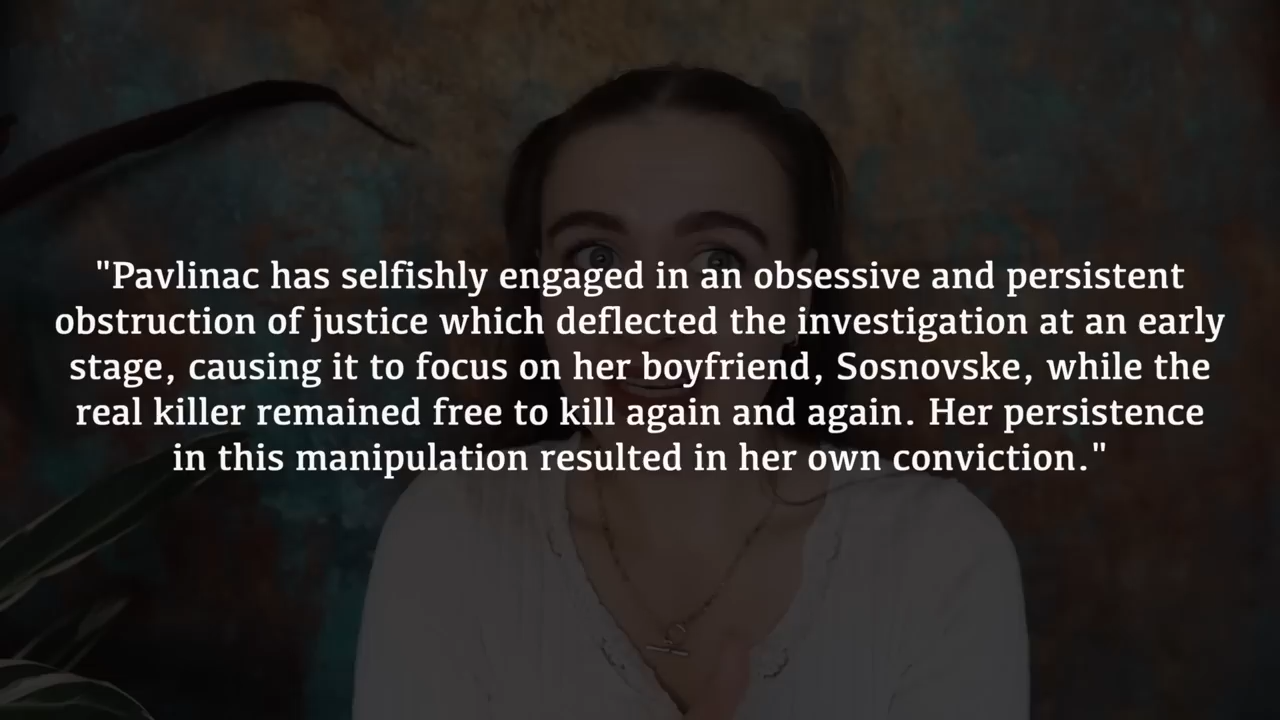 "Pavlinac has selfishly engaged in an obsessive and persistent
obstruction of justice which deflected the investigation at an early
stage, causing it to focus on her boyfriend, Sosnovske, while the
real killer remained free to kill again and again. Her persistence
in this manipulation resulted in her own conviction."